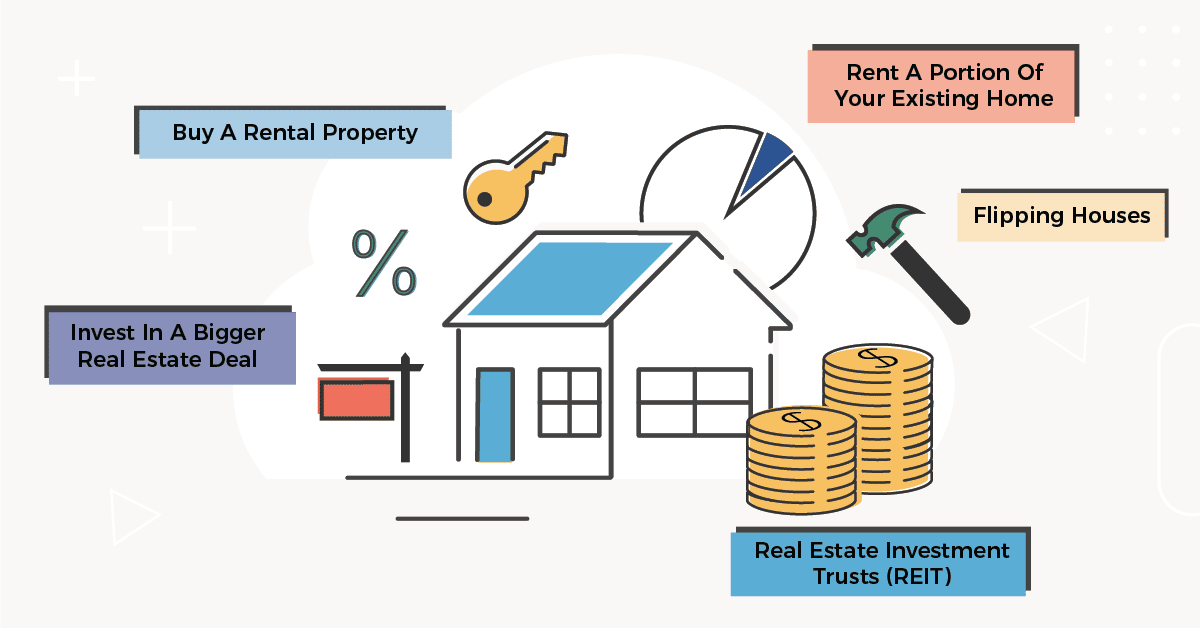 Rent A Portion Of
Your Existing Home
Buy A Rental Property
Flipping Houses
%
Invest In A Bigger
Real Estate Deal
$
$
Real Estate Investment
Trusts (REIT)